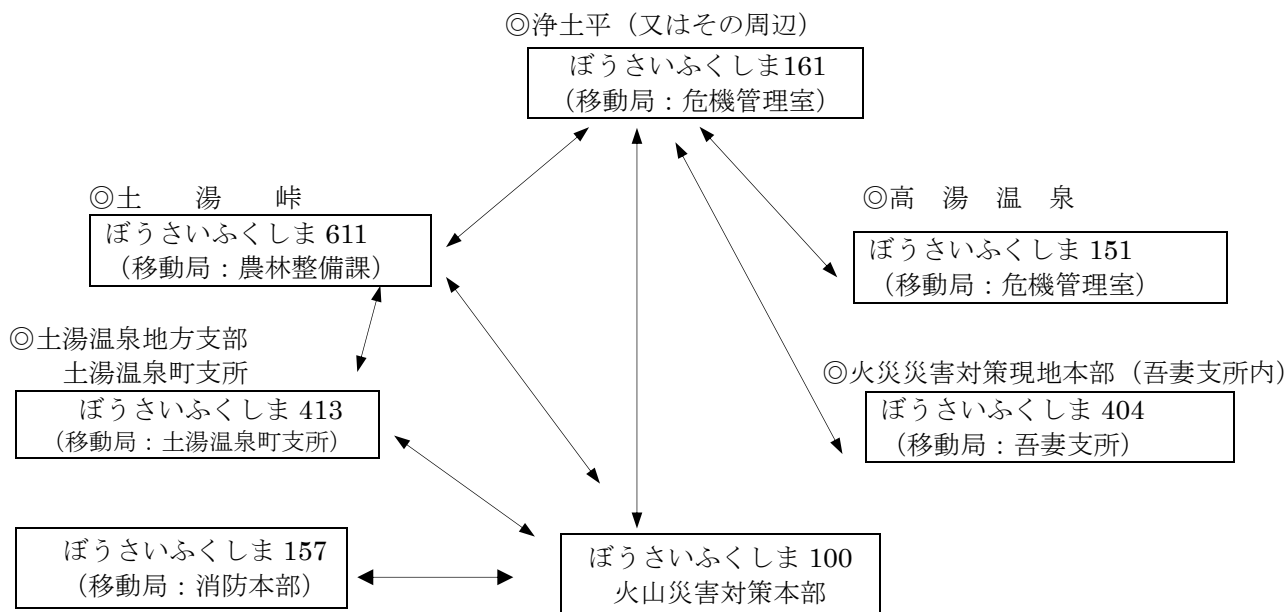 ◎浄土平（又はその周辺）
ぼうさいふくしま161
（移動局：危機管理室）
◎土　湯　峠
ぼうさいふくしま 611
（移動局：農林整備課）
◎高　湯　温　泉
ぼうさいふくしま 151
（移動局：危機管理室）
◎土湯温泉地方支部
土湯温泉町支所
ぼうさいふくしま 413
（移動局：土湯温泉町支所）
◎火災災害対策現地本部（吾妻支所内）
ぼうさいふくしま 404
（移動局：吾妻支所）
ぼうさいふくしま 157
（移動局：消防本部）
ぼうさいふくしま 100
火山災害対策本部